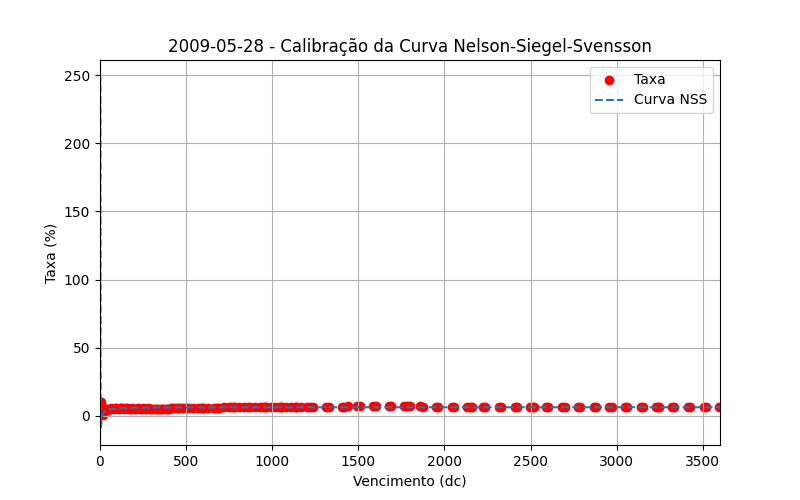 2009-05-28 - Calibração da Curva Nelson-Siegel-Svensson
Taxa
Curva NSS
Taxa (%)
250
200
150
100
50
0
0 500 1000 1500 2000 2500 3000 3500
Vencimento (dc)